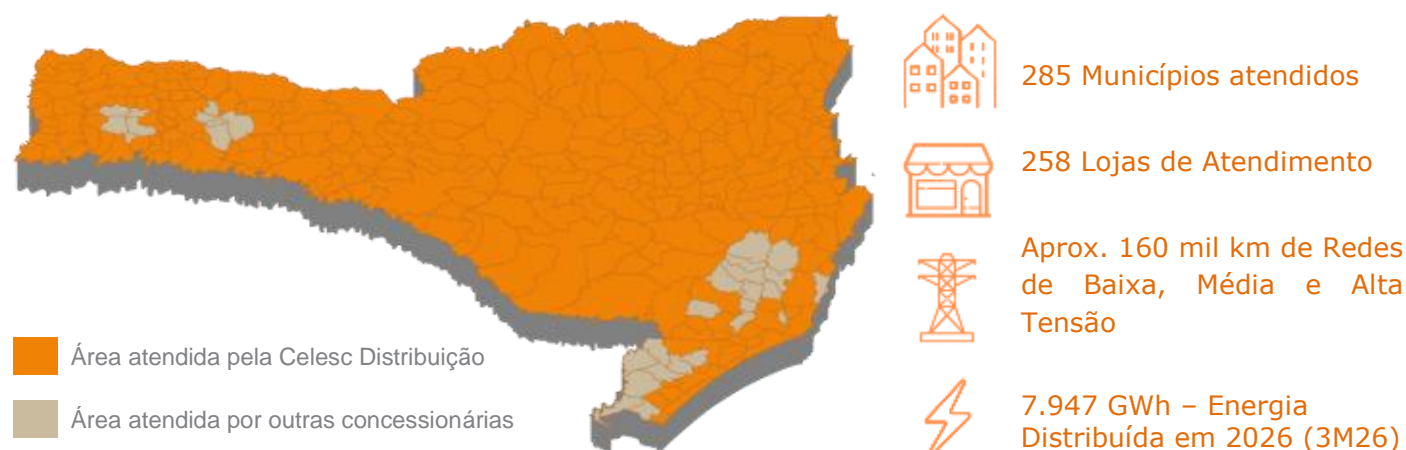 285 Municípios atendidos
258 Lojas de Atendimento
Aprox. 160 mil km de Redes
de Baixa, Média e Alta
Tensão
7.947 GWh – Energia
Distribuída em 2026 (3M26)
Área atendida pela Celesc Distribuição
Área atendida por outras concessionárias